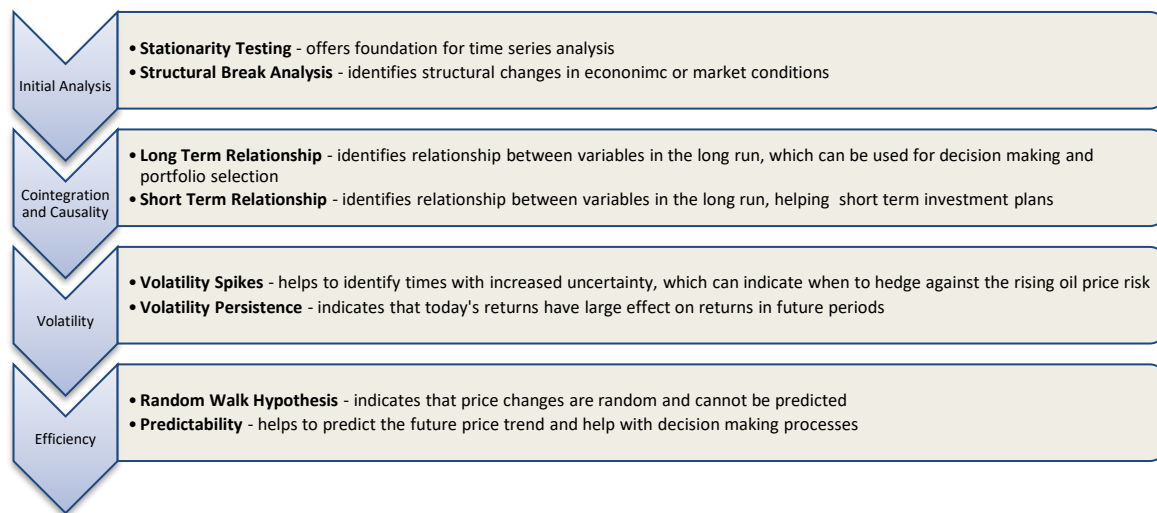 Initial Analysis
• Stationarity Testing - offers foundation for time series analysis
• Structural Break Analysis - identifies structural changes in econonimc or market conditions
Cointegration
and Causality
• Long Term Relationship - identifies relationship between variables in the long run, which can be used for decision making and
portfolio selection
• Short Term Relationship - identifies relationship between variables in the long run, helping short term investment plans
Volatility
• Volatility Spikes - helps to identify times with increased uncertainty, which can indicate when to hedge against the rising oil price risk
• Volatility Persistence - indicates that today's returns have large effect on returns in future periods
Efficiency
• Random Walk Hypothesis - indicates that price changes are random and cannot be predicted
• Predictability - helps to predict the future price trend and help with decision making processes